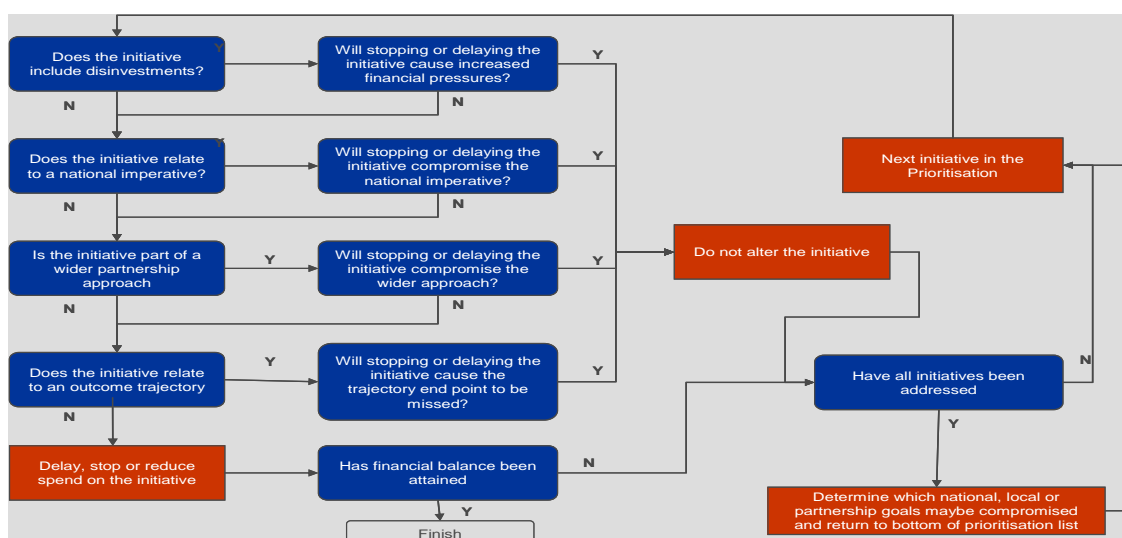 Does the initiative
include disinvestments?
Y
Will stopping or delaying the
initiative cause increased
financial pressures?
Y
N
N
Does the initiative relate
to a national imperative?
Y
Will stopping or delaying the
initiative compromise the
national imperative?
Y
Next initiative in the
Prioritisation
N
N
Is the initiative part of a
wider partnership
approach
Y
Will stopping or delaying the
initiative compromise the
wider approach?
Y
Do not alter the initiative
N
N
Does the initiative relate
to an outcome trajectory
Y
Will stopping or delaying the
initiative cause the
trajectory end point to be
missed?
Y
Have all initiatives been
addressed
N
N
Y
Delay, stop or reduce
spend on the initiative
Has financial balance been
attained
N
Y
Determine which national, local or
partnership goals maybe compromised
and return to bottom of prioritisation list
Finish